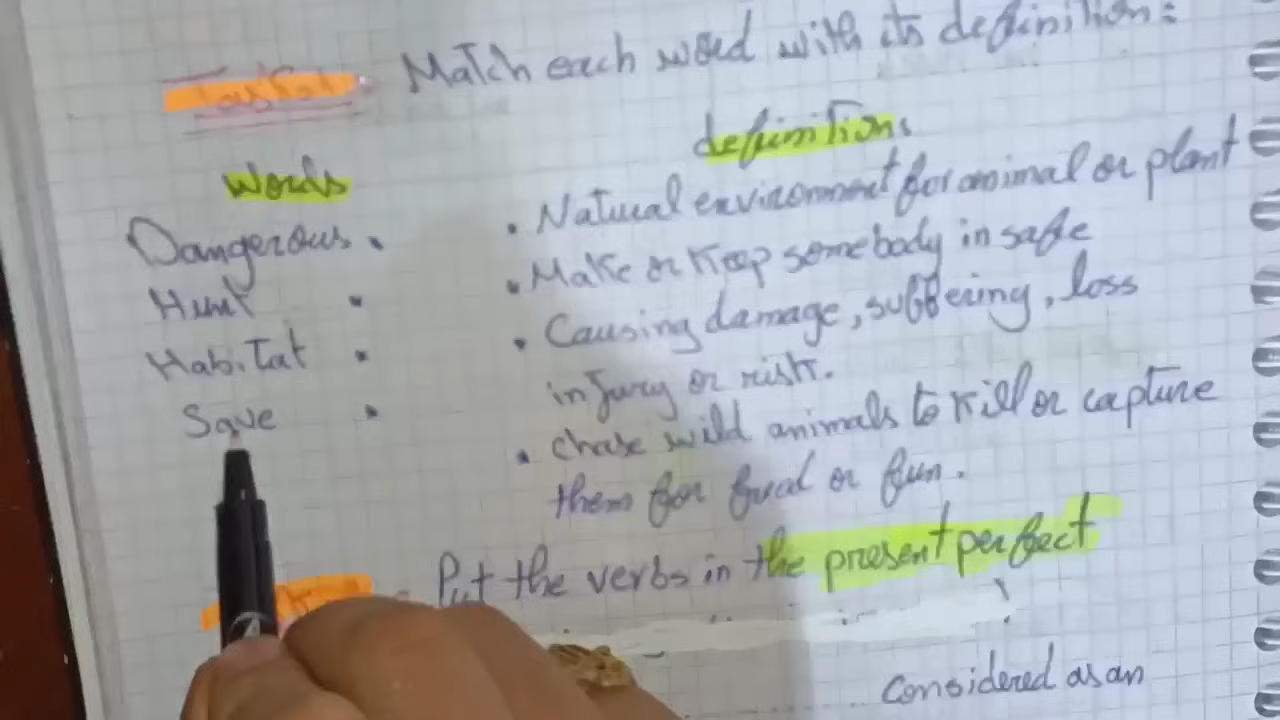 Match each word with its definition:
words
definitions
Dangerous .
. Natural environment for animal or plant
Hunt .
. Make or Keep somebody in safe
Habitat .
. Causing damage, suffering, loss
injury or risk.
Save .
. chase wild animals to Kill or capture
them for food or fun.
Put the verbs in the present perfect
Considered as an